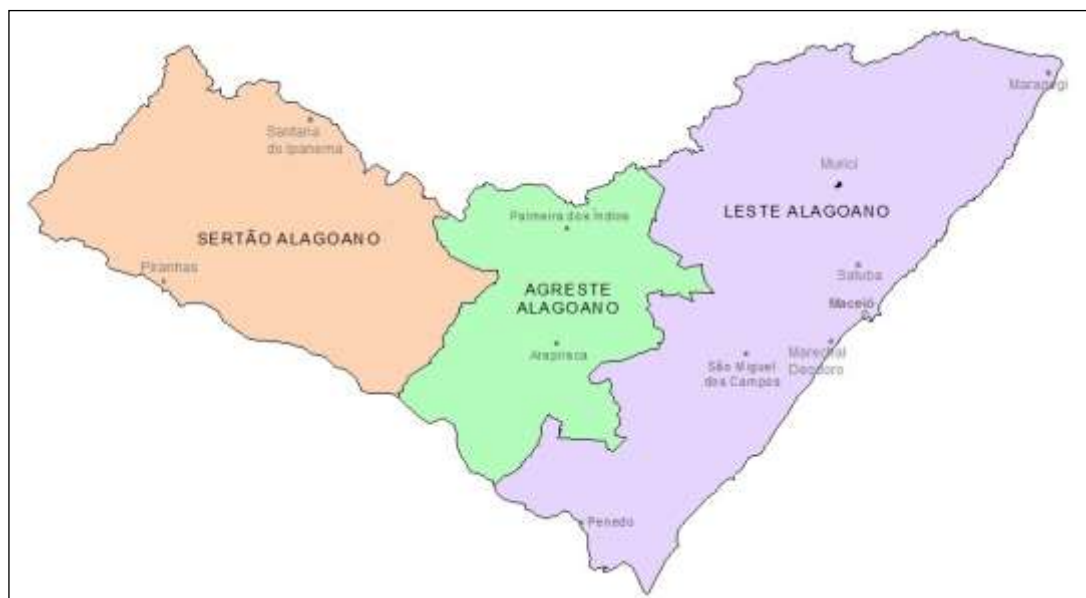 Maragogi
Santana
do Ipanema
Murici
LESTE ALAGOANO
Palmeira dos Índios
SERTÃO ALAGOANO
Piranhas
Satuba
AGRESTE
ALAGOANO
Maceió
Arapiraca
Marechal
Deodoro
São Miguel
dos Campos
Penedo